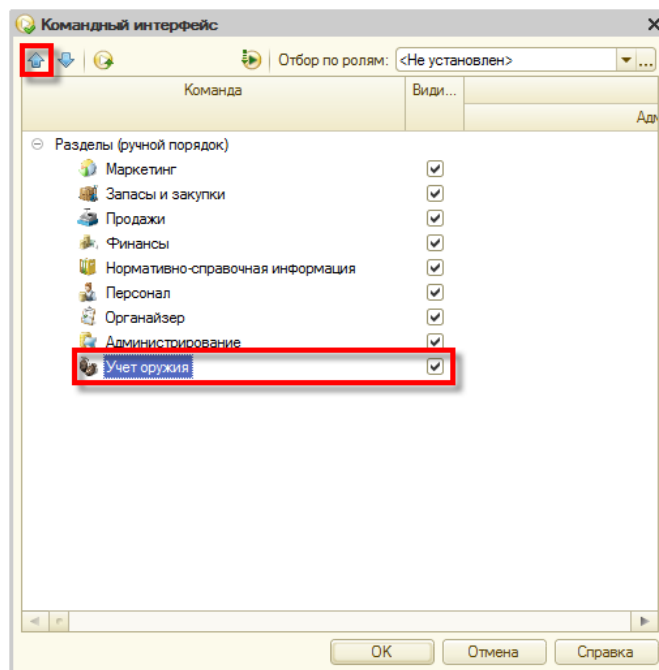 Командный интерфейс
Отбор по ролям: <Не установлен>
Команда Види...
Адм
Разделы (ручной порядок)
Маркетинг
Запасы и закупки
Продажи
Финансы
Нормативно-справочная информация
Персонал
Органайзер
Администрирование
Учет оружия
OK Отмена Справка